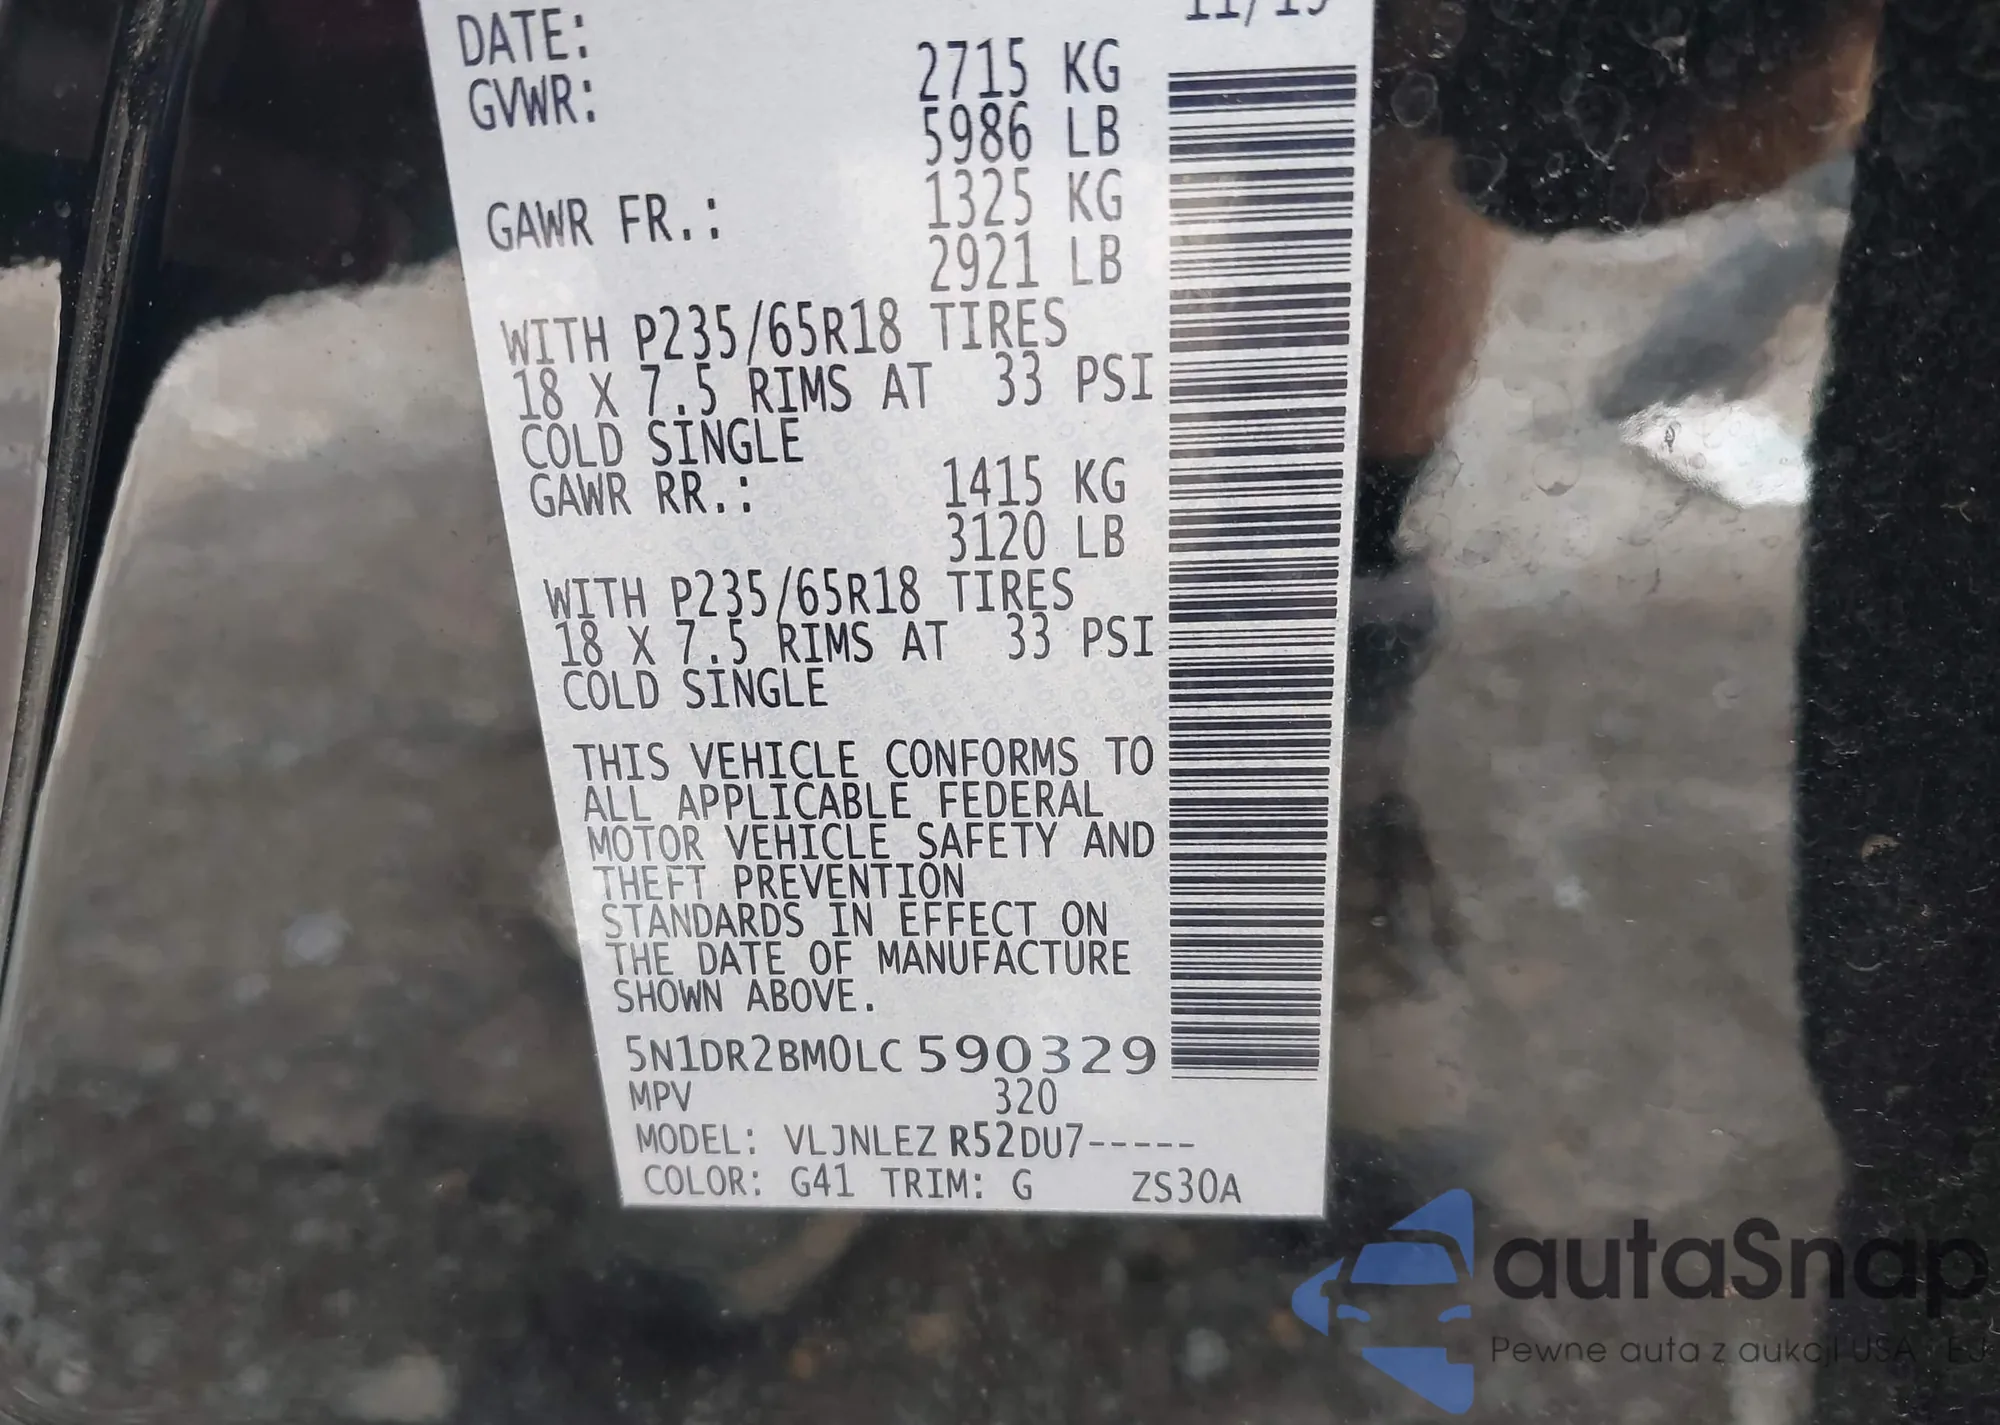 DATE: 11/19
GVWR: 2715 KG
5986 LB
GAWR FR.: 1325 KG
2921 LB
WITH P235/65R18 TIRES
18 X 7.5 RIMS AT 33 PSI
COLD SINGLE
GAWR RR.: 1415 KG
3120 LB
WITH P235/65R18 TIRES
18 X 7.5 RIMS AT 33 PSI
COLD SINGLE
THIS VEHICLE CONFORMS TO
ALL APPLICABLE FEDERAL
MOTOR VEHICLE SAFETY AND
THEFT PREVENTION
STANDARDS IN EFFECT ON
THE DATE OF MANUFACTURE
SHOWN ABOVE.
5N1DR2BM0LC590329
MPV 320
MODEL: VLJNLEZ R52DU7-----
COLOR: G41 TRIM: G ZS30A
autaSnap
Pewne auta z aukcji USA